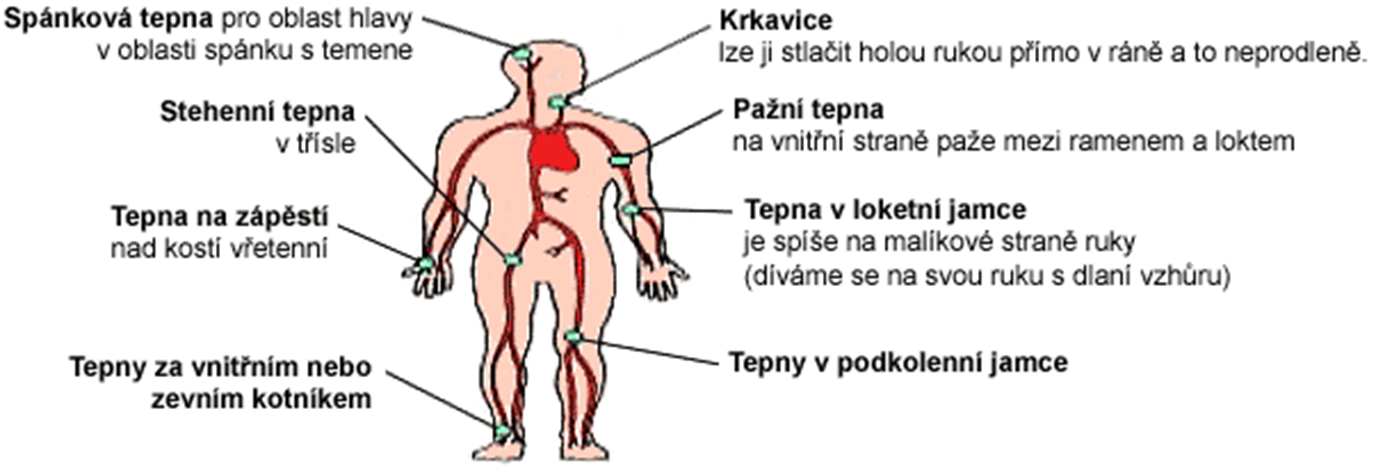 Spánková tepna pro oblast hlavy
v oblasti spánku s temene
Stehenní tepna
v třísle
Tepna na zápěstí
nad kostí vřetenní
Tepny za vnitřním nebo
zevním kotníkem
Krkavice
lze ji stlačit holou rukou přímo v ráně a to neprodleně.
Pažní tepna
na vnitřní straně paže mezi ramenem a loktem
Tepna v loketní jamce
je spíše na malíkové straně ruky
(díváme se na svou ruku s dlaní vzhůru)
Tepny v podkolenní jamce